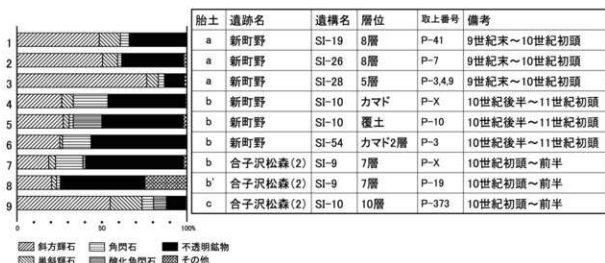 胎土 遺跡名 遺構名 層位 取上番号 備考
1 a 新町野 SI-19 8層 P-41 9世紀末～10世紀初頭
2 a 新町野 SI-26 8層 P-7 9世紀末～10世紀初頭
3 a 新町野 SI-28 5層 P-3,4,9 9世紀末～10世紀初頭
4 b 新町野 SI-10 カマド P-X 10世紀後半～11世紀初頭
5 b 新町野 SI-10 覆土 P-10 10世紀後半～11世紀初頭
6 b 新町野 SI-54 カマド2層 P-3 10世紀後半～11世紀初頭
7 b 合子沢松森(2) SI-9 7層 P-X 10世紀初頭～前半
8 b' 合子沢松森(2) SI-9 7層 P-19 10世紀初頭～前半
9 c 合子沢松森(2) SI-10 10層 P-373 10世紀初頭～前半
0 50 100%
斜方輝石 角閃石 不透明鉱物
単斜輝石 酸化角閃石 その他